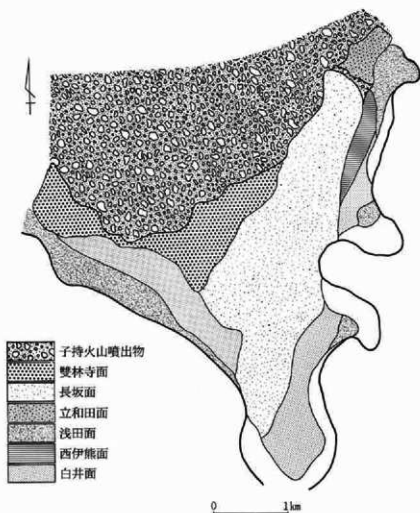 子持火山噴出物
雙林寺面
長坂面
立和田面
浅田面
西伊熊面
白井面
0 1km